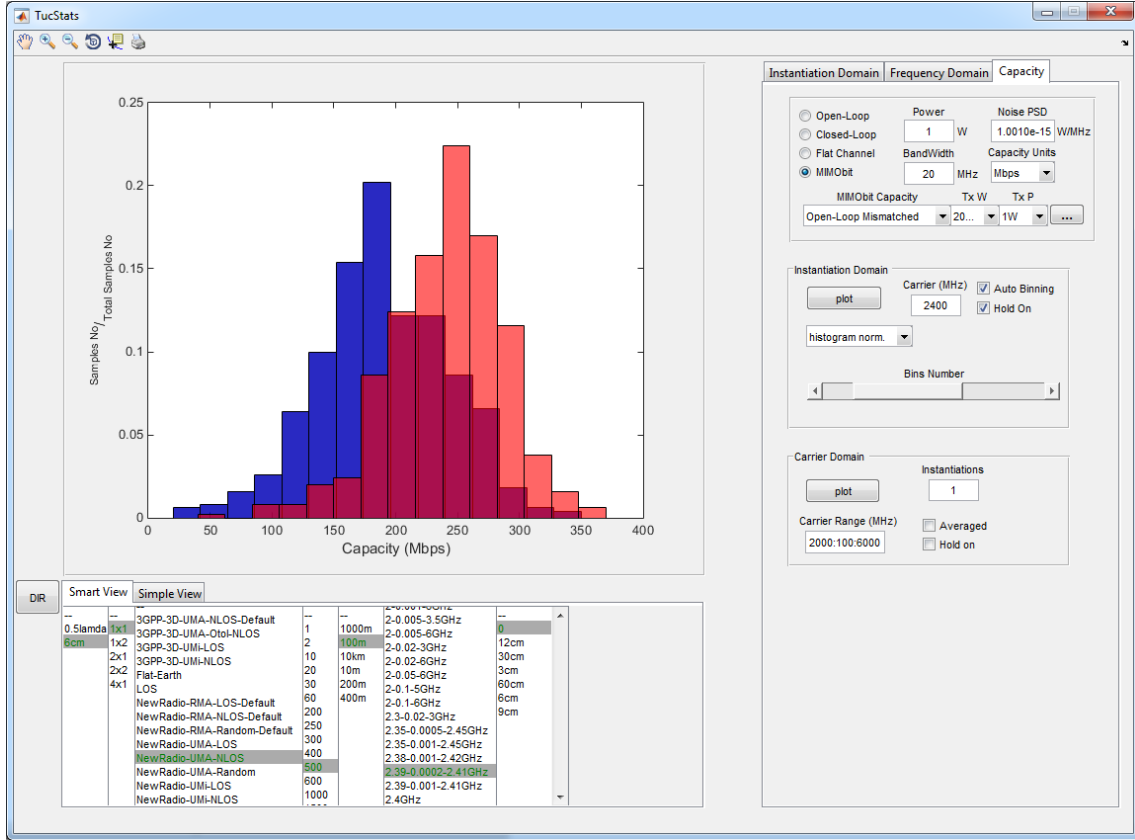 TucStats
Instantiation Domain Frequency Domain Capacity
Open-Loop
Closed-Loop
Flat Channel
MIMObit
Power
1 W
Noise PSD
1.0010e-15 W/MHz
BandWidth
20 MHz
Capacity Units
Mbps
MIMObit Capacity Tx W Tx P
Open-Loop Mismatched 20... 1W ...
Instantiation Domain
plot
Carrier (MHz)
2400
Auto Binning
Hold On
histogram norm.
Bins Number
Carrier Domain
plot
Instantiations
1
Carrier Range (MHz)
2000:100:6000
Averaged
Hold on
0.25
0.2
0.15
0.1
0.05
0
Samples No/Total Samples No
0 50 100 150 200 250 300 350 400
Capacity (Mbps)
DIR
Smart View Simple View
--
0.5lamda
6cm
--
1x1
1x2
2x1
2x2
4x1
--
3GPP-3D-UMA-NLOS-Default
3GPP-3D-UMA-OtoI-NLOS
3GPP-3D-UMi-LOS
3GPP-3D-UMi-NLOS
Flat-Earth
LOS
NewRadio-RMA-LOS-Default
NewRadio-RMA-NLOS-Default
NewRadio-RMA-Random-Default
NewRadio-UMA-LOS
NewRadio-UMA-NLOS
NewRadio-UMA-Random
NewRadio-UMi-LOS
NewRadio-UMi-NLOS
--
1
2
10
20
30
60
200
250
300
400
500
600
1000
--
1000m
100m
10km
10m
200m
400m
2-0.005-3.5GHz
2-0.005-6GHz
2-0.02-3GHz
2-0.02-6GHz
2-0.05-6GHz
2-0.1-5GHz
2-0.1-6GHz
2.3-0.02-3GHz
2.35-0.0005-2.45GHz
2.35-0.001-2.45GHz
2.38-0.001-2.42GHz
2.39-0.0002-2.41GHz
2.39-0.001-2.41GHz
2.4GHz
--
0
12cm
30cm
3cm
60cm
6cm
9cm